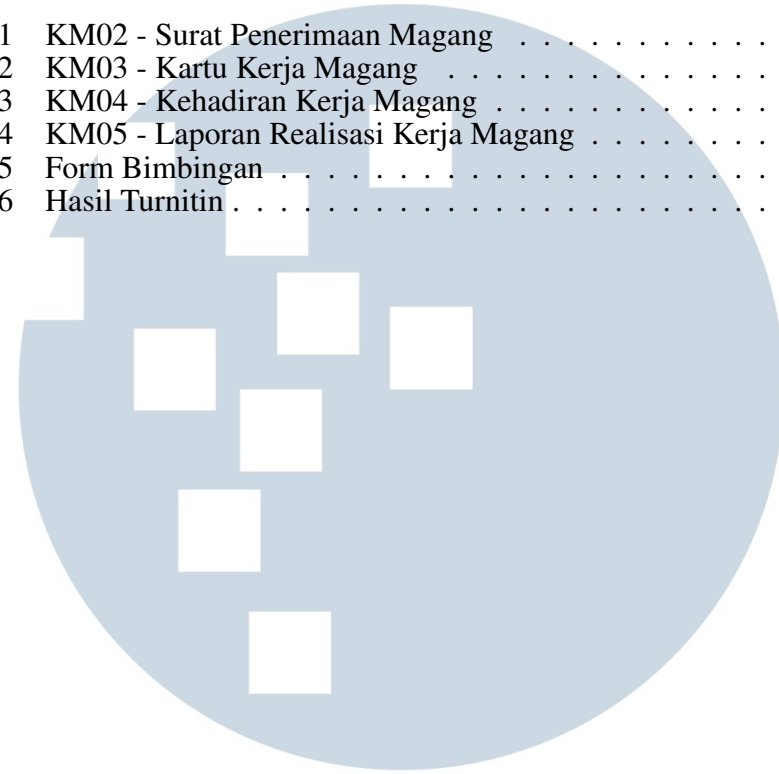 1 KM02 - Surat Penerimaan Magang . . . . . . . . . . . .
2 KM03 - Kartu Kerja Magang . . . . . . . . . . . . . .
3 KM04 - Kehadiran Kerja Magang . . . . . . . . . . . . .
4 KM05 - Laporan Realisasi Kerja Magang . . . . . . . .
5 Form Bimbingan . . . . . . . . . . . . . . . . . . . . . .
6 Hasil Turnitin . . . . . . . . . . . . . . . . . . . . . . . .